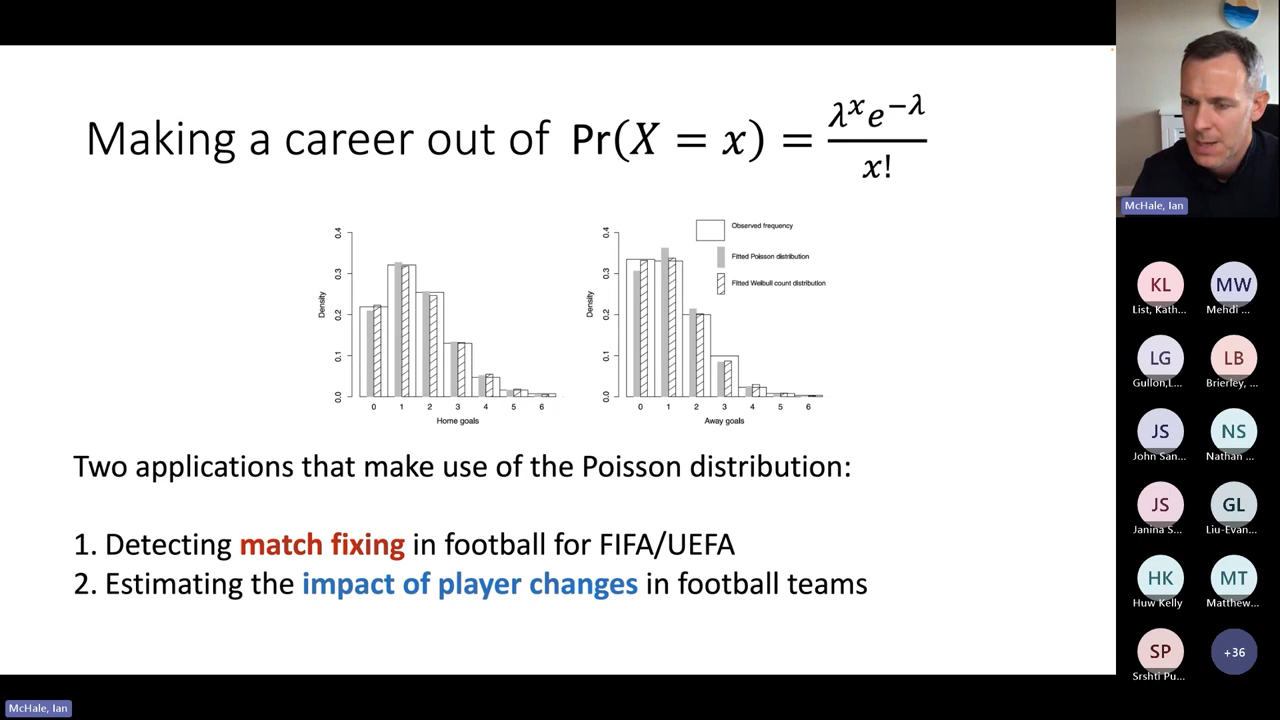 Making a career out of Pr(X = x) = λˣe⁻λ / x!
Observed frequency
Fitted Poisson distribution
Fitted Weibull count distribution
Density
0.0 0.1 0.2 0.3 0.4
0 1 2 3 4 5 6
Home goals
Density
0.0 0.1 0.2 0.3 0.4
0 1 2 3 4 5 6
Away goals
Two applications that make use of the Poisson distribution:
1. Detecting match fixing in football for FIFA/UEFA
2. Estimating the impact of player changes in football teams
McHale, Ian
McHale, Ian
KL MW
List, Kath... Mehdi ...
LG LB
Gullon,L... Brierley, ...
JS NS
John San... Nathan ...
JS GL
Janina S... Liu-Evan...
HK MT
Huw Kelly Matthew...
SP +36
Srshti Pu...